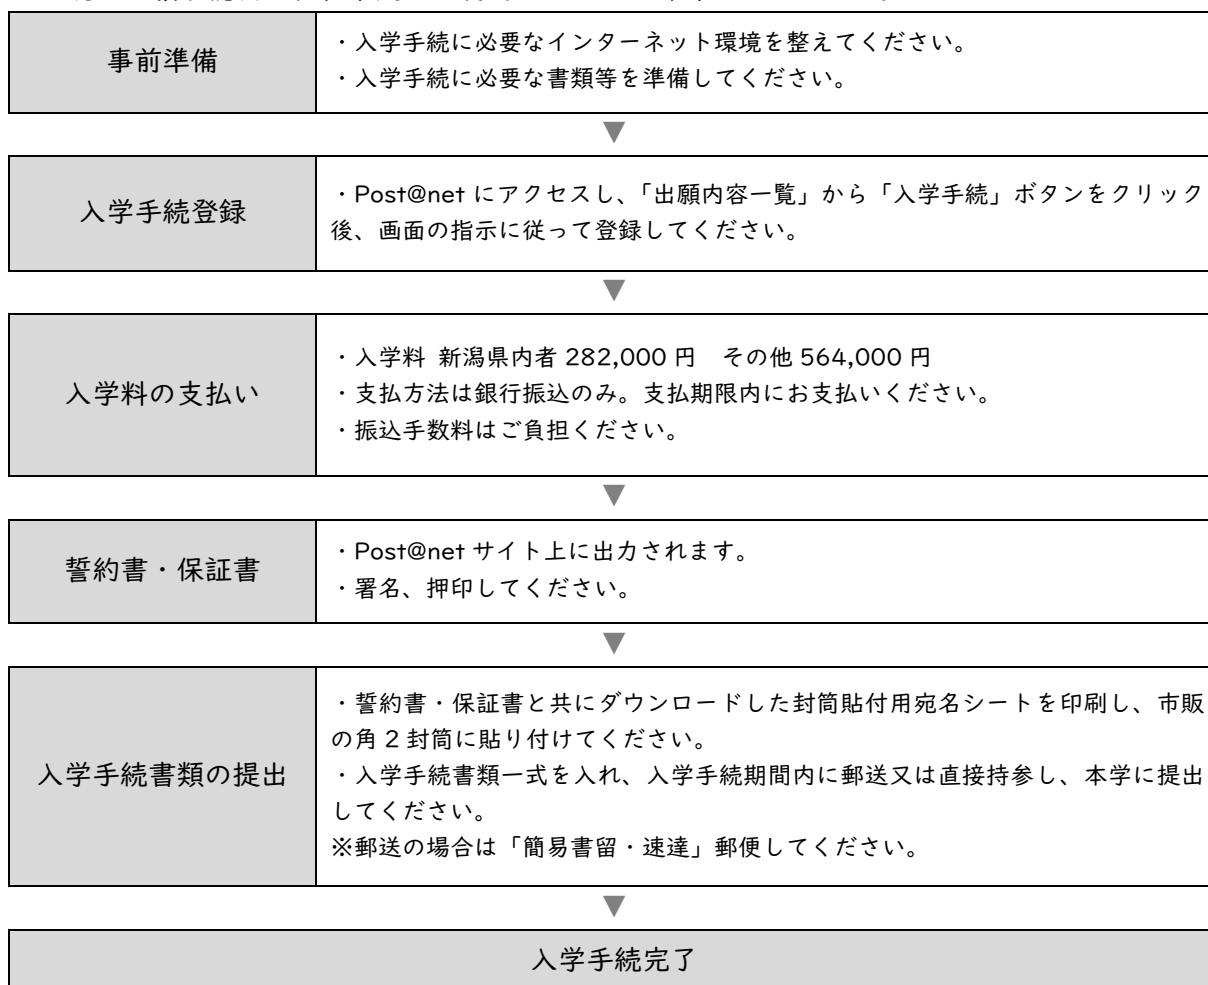 事前準備
・入学手続に必要なインターネット環境を整えてください。
・入学手続に必要な書類等を準備してください。
▼
入学手続登録
・Post@net にアクセスし、「出願内容一覧」から「入学手続」ボタンをクリック
後、画面の指示に従って登録してください。
▼
入学料の支払い
・入学料 新潟県内者 282,000 円　その他 564,000 円
・支払方法は銀行振込のみ。支払期限内にお支払いください。
・振込手数料はご負担ください。
▼
誓約書・保証書
・Post@net サイト上に出力されます。
・署名、押印してください。
▼
入学手続書類の提出
・誓約書・保証書と共にダウンロードした封筒貼付用宛名シートを印刷し、市販
の角 2 封筒に貼り付けてください。
・入学手続書類一式を入れ、入学手続期間内に郵送又は直接持参し、本学に提出
してください。
※郵送の場合は「簡易書留・速達」郵便してください。
▼
入学手続完了